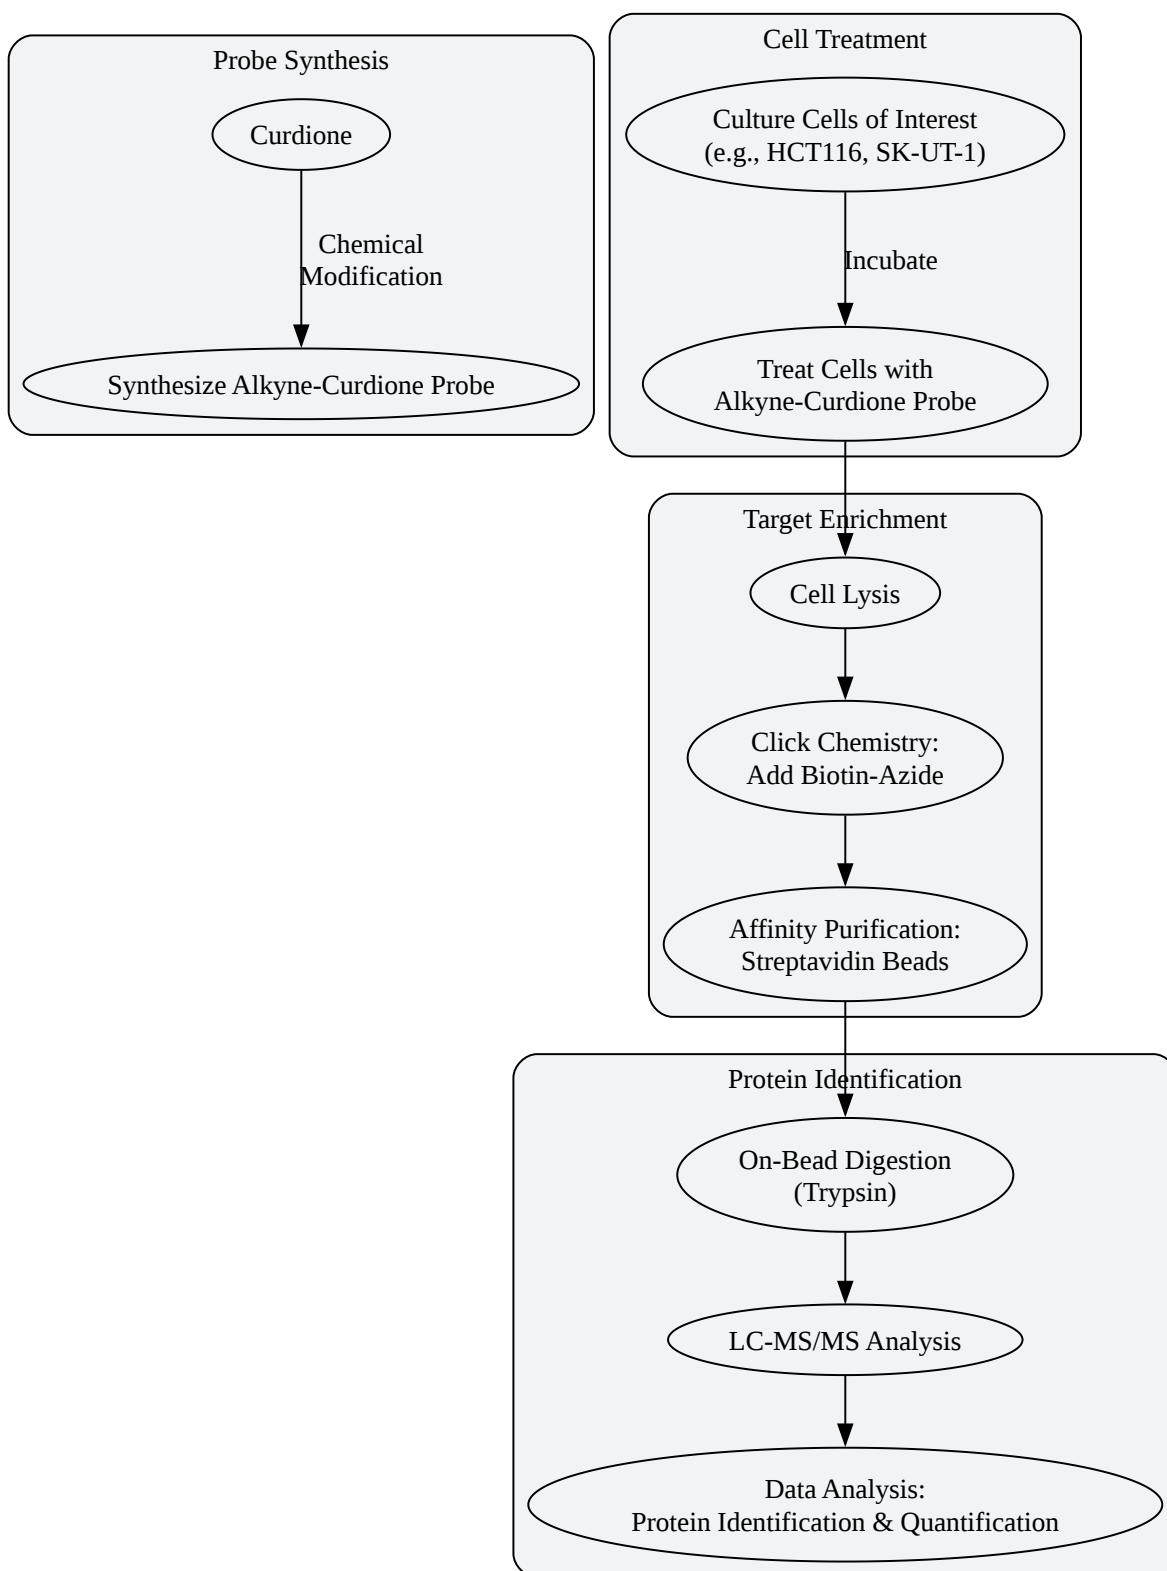 Probe Synthesis
Curdione
Chemical
Modification
Synthesize Alkyne-Curdione Probe
Cell Treatment
Culture Cells of Interest
(e.g., HCT116, SK-UT-1)
Incubate
Treat Cells with
Alkyne-Curdione Probe
Target Enrichment
Cell Lysis
Click Chemistry:
Add Biotin-Azide
Affinity Purification:
Streptavidin Beads
Protein Identification
On-Bead Digestion
(Trypsin)
LC-MS/MS Analysis
Data Analysis:
Protein Identification & Quantification